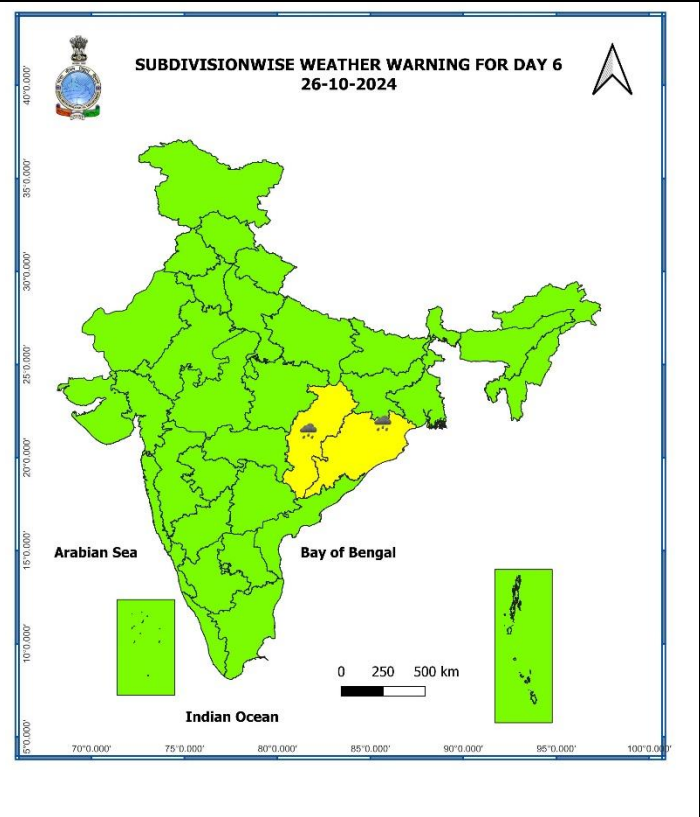 SUBDIVISIONWISE WEATHER WARNING FOR DAY 6
26-10-2024
40°0.000'
35°0.000'
30°0.000'
25°0.000'
20°0.000'
15°0.000'
10°0.000'
5°0.000'
Arabian Sea
Bay of Bengal
0 250 500 km
Indian Ocean
70°0.000' 75°0.000' 80°0.000' 85°0.000' 90°0.000' 95°0.000' 100°0.000'